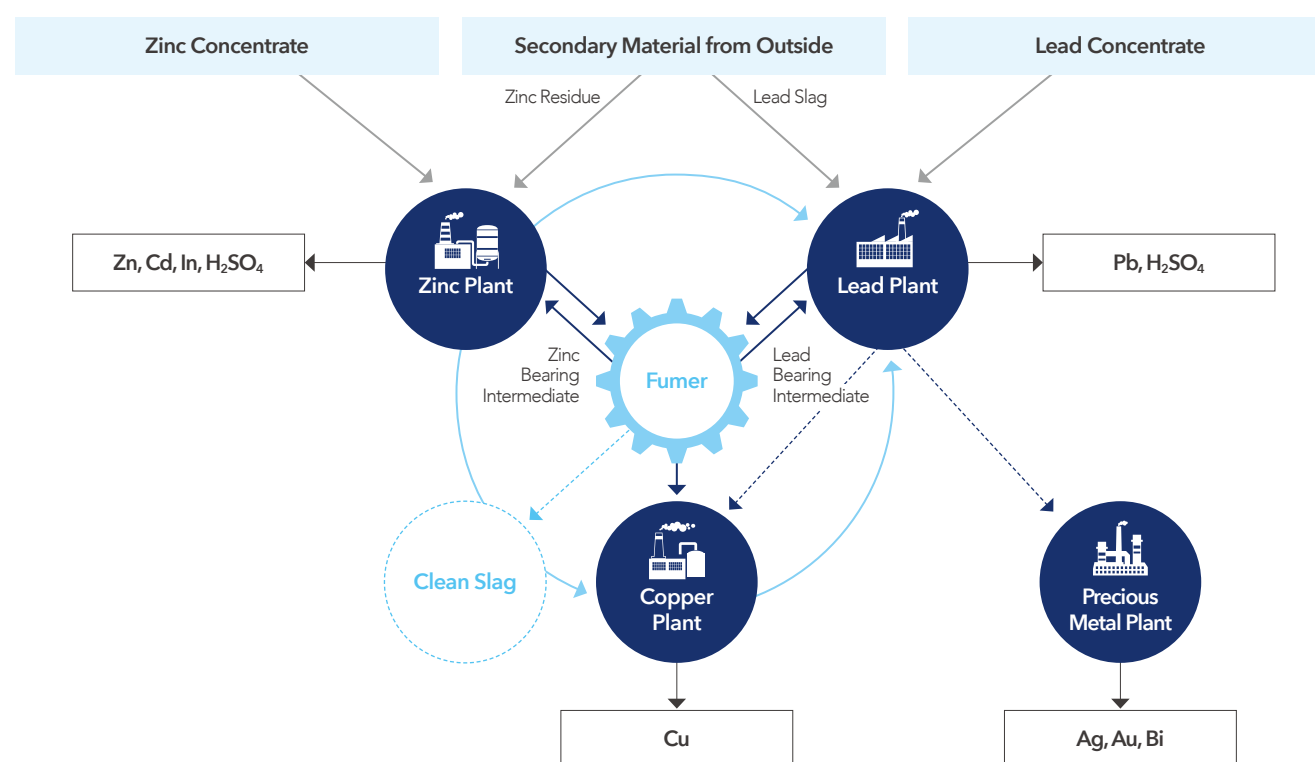 Zinc Concentrate
Secondary Material from Outside
Lead Concentrate
Zinc Residue
Lead Slag
Zn, Cd, In, H₂SO₄
Zinc Plant
Lead Plant
Pb, H₂SO₄
Zinc
Bearing
Intermediate
Fumer
Lead
Bearing
Intermediate
Clean Slag
Copper
Plant
Precious
Metal Plant
Cu
Ag, Au, Bi